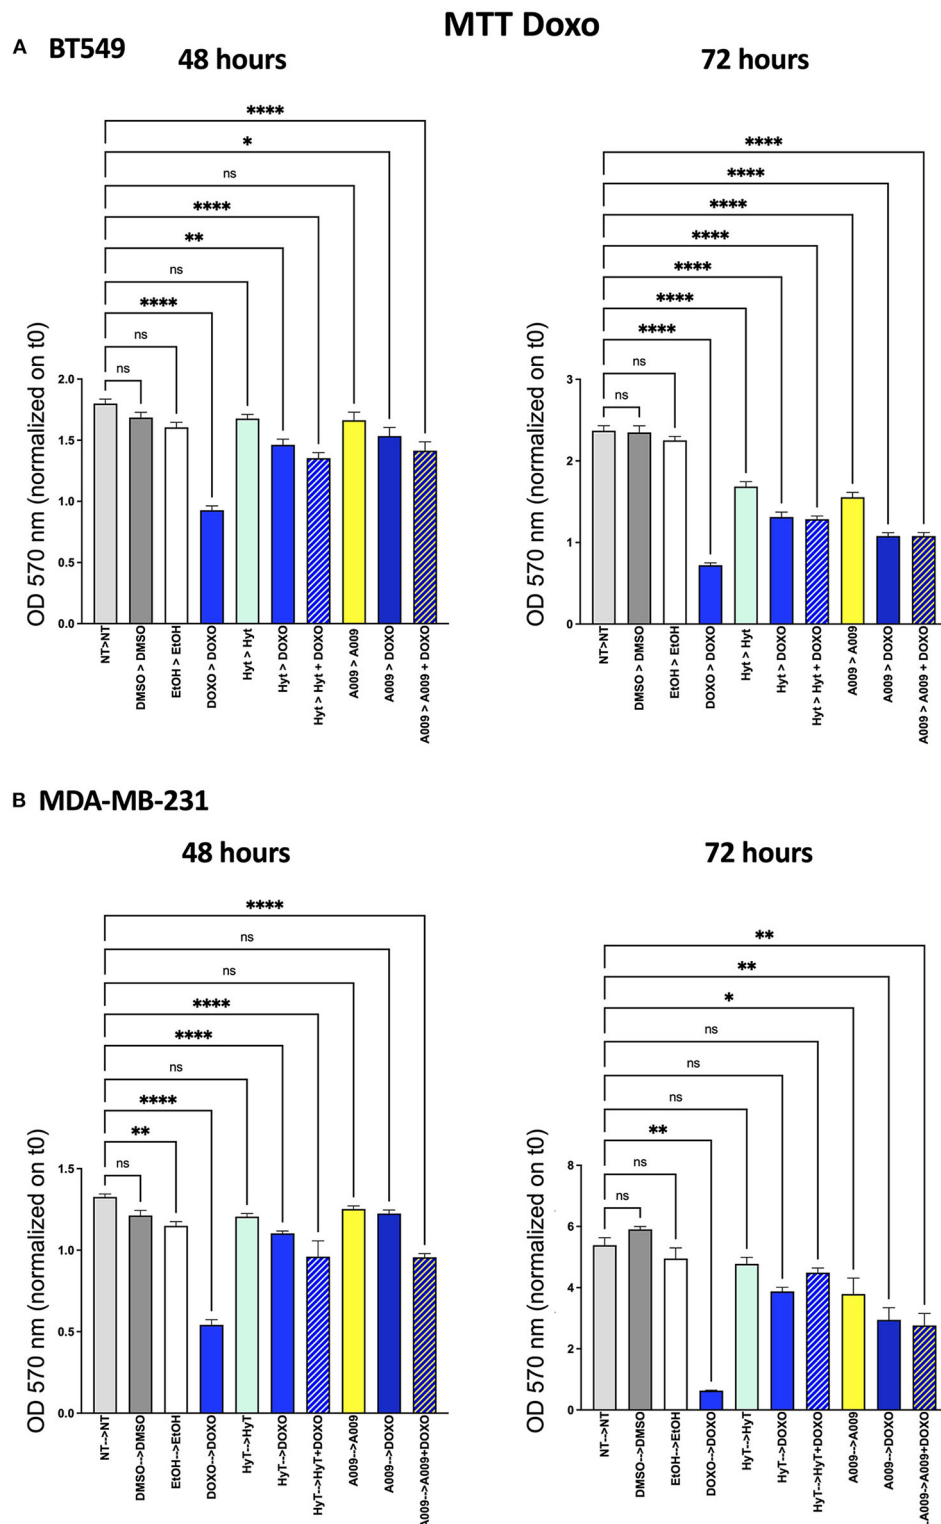 MTT Doxo
A BT549
48 hours
72 hours
****
*
ns
****
**
ns
****
ns
ns
OD 570 nm (normalized on t0)
2.0
1.5
1.0
0.5
0.0
NT>NT
DMSO > DMSO
EtOH > EtOH
DOXO > DOXO
Hyt > Hyt
Hyt > DOXO
Hyt > Hyt + DOXO
A009 > A009
A009 > DOXO
A009 > A009 + DOXO
****
****
****
****
****
****
****
ns
ns
OD 570 nm (normalized on t0)
3
2
1
0
NT>NT
DMSO > DMSO
EtOH > EtOH
DOXO > DOXO
Hyt > Hyt
Hyt > DOXO
Hyt > Hyt + DOXO
A009 > A009
A009 > DOXO
A009 > A009 + DOXO
B MDA-MB-231
48 hours
72 hours
****
ns
ns
****
****
ns
****
**
ns
OD 570 nm (normalized on t0)
1.5
1.0
0.5
0.0
NT-->NT
DMSO-->DMSO
EtOH-->EtOH
DOXO-->DOXO
HyT-->HyT
HyT-->DOXO
HyT-->HyT+DOXO
A009-->A009
A009-->DOXO
A009-->A009+DOXO
**
**
*
ns
ns
ns
**
ns
ns
OD 570 nm (normalized on t0)
8
6
4
2
0
NT-->NT
DMSO-->DMSO
EtOH-->EtOH
DOXO-->DOXO
HyT-->HyT
HyT-->DOXO
HyT-->HyT+DOXO
A009-->A009
A009-->DOXO
LA009->A009+DOXO